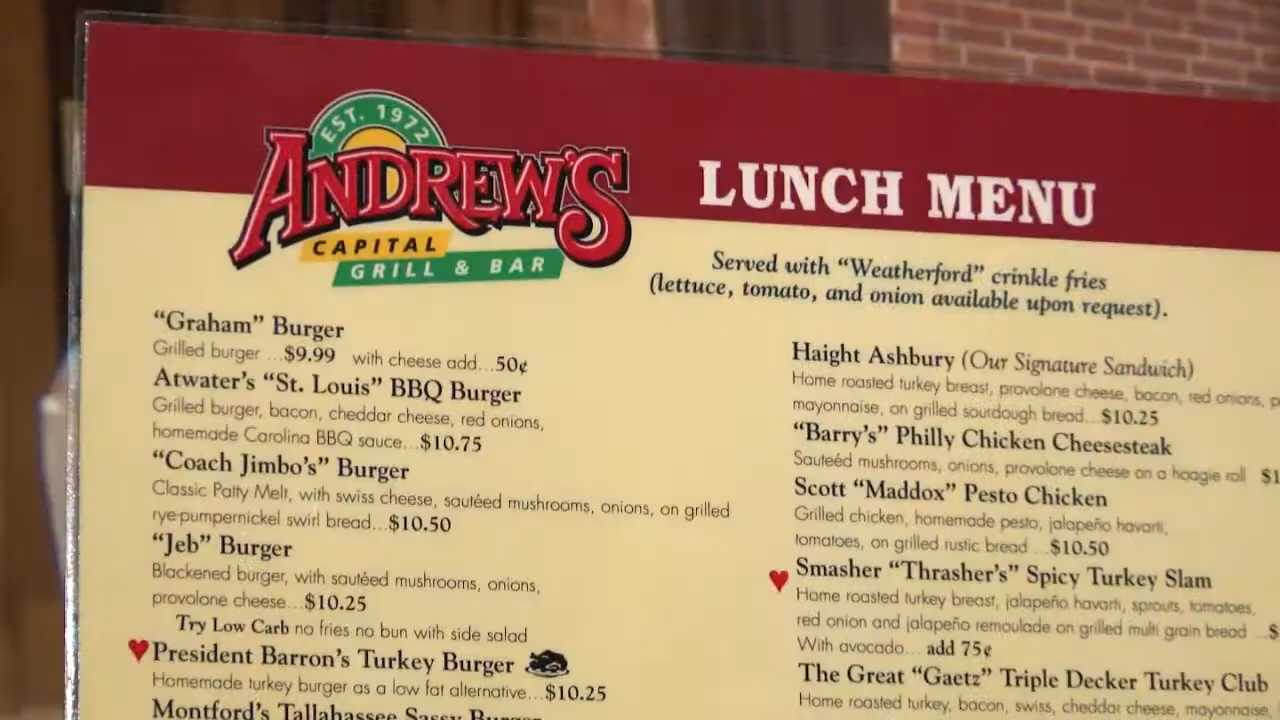 EST. 1972
ANDREW'S
CAPITAL
GRILL & BAR
LUNCH MENU
Served with “Weatherford” crinkle fries
(lettuce, tomato, and onion available upon request).
“Graham” Burger
Grilled burger ...$9.99 with cheese add...50¢
Atwater's “St. Louis” BBQ Burger
Grilled burger, bacon, cheddar cheese, red onions,
homemade Carolina BBQ sauce...$10.75
“Coach Jimbo's” Burger
Classic Patty Melt, with swiss cheese, sautéed mushrooms, onions, on grilled
rye-pumpernickel swirl bread...$10.50
“Jeb” Burger
Blackened burger, with sautéed mushrooms, onions,
provolone cheese...$10.25
Try Low Carb no fries no bun with side salad
President Barron's Turkey Burger
Homemade turkey burger as a low fat alternative...$10.25
Montford's Tallahassee Sassy Burger
Haight Ashbury (Our Signature Sandwich)
Home roasted turkey breast, provolone cheese, bacon, red onions,
mayonnaise, on grilled sourdough bread...$10.25
“Barry's” Philly Chicken Cheesesteak
Sauteéd mushrooms, onions, provolone cheese on a hoagie roll
Scott “Maddox” Pesto Chicken
Grilled chicken, homemade pesto, jalapeño havarti,
tomatoes, on grilled rustic bread ...$10.50
Smasher “Thrasher's” Spicy Turkey Slam
Home roasted turkey breast, jalapeño havarti, sprouts, tomatoes,
red onion and jalapeño remoulade on grilled multi grain bread ...$
With avocado... add 75¢
The Great “Gaetz” Triple Decker Turkey Club
Home roasted turkey, bacon, swiss, cheddar cheese, mayonnaise,